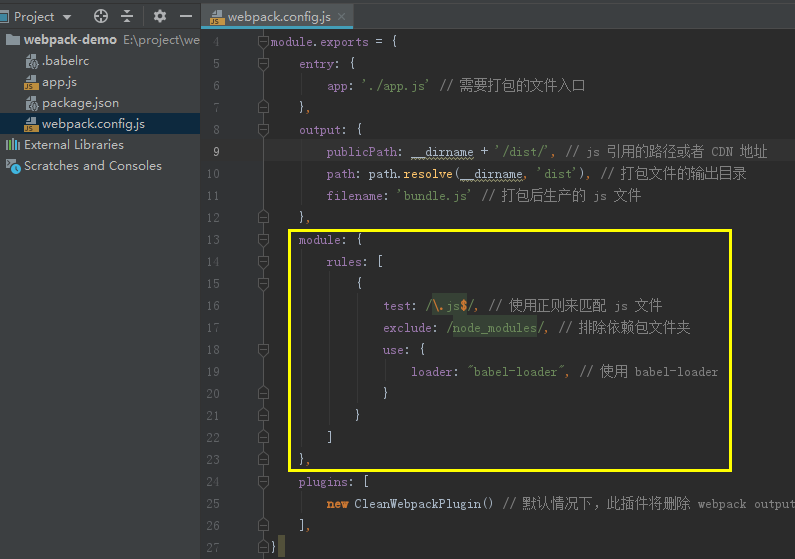 Project
webpack.config.js
webpack-demo E:\project\we
.babelrc
app.js
package.json
webpack.config.js
External Libraries
Scratches and Consoles
4 module.exports = {
5 entry: {
6 app: './app.js' // 需要打包的文件入口
7 },
8 output: {
9 publicPath: __dirname + '/dist/', // js 引用的路径或者 CDN 地址
10 path: path.resolve(__dirname, 'dist'), // 打包文件的输出目录
11 filename: 'bundle.js' // 打包后生产的 js 文件
12 },
13 module: {
14 rules: [
15 {
16 test: /\.js$/, // 使用正则来匹配 js 文件
17 exclude: /node_modules/, // 排除依赖包文件夹
18 use: {
19 loader: "babel-loader", // 使用 babel-loader
20 }
21 }
22 ]
23 },
24 plugins: [
25 new CleanWebpackPlugin() // 默认情况下，此插件将删除 webpack output
26 ],
27 }